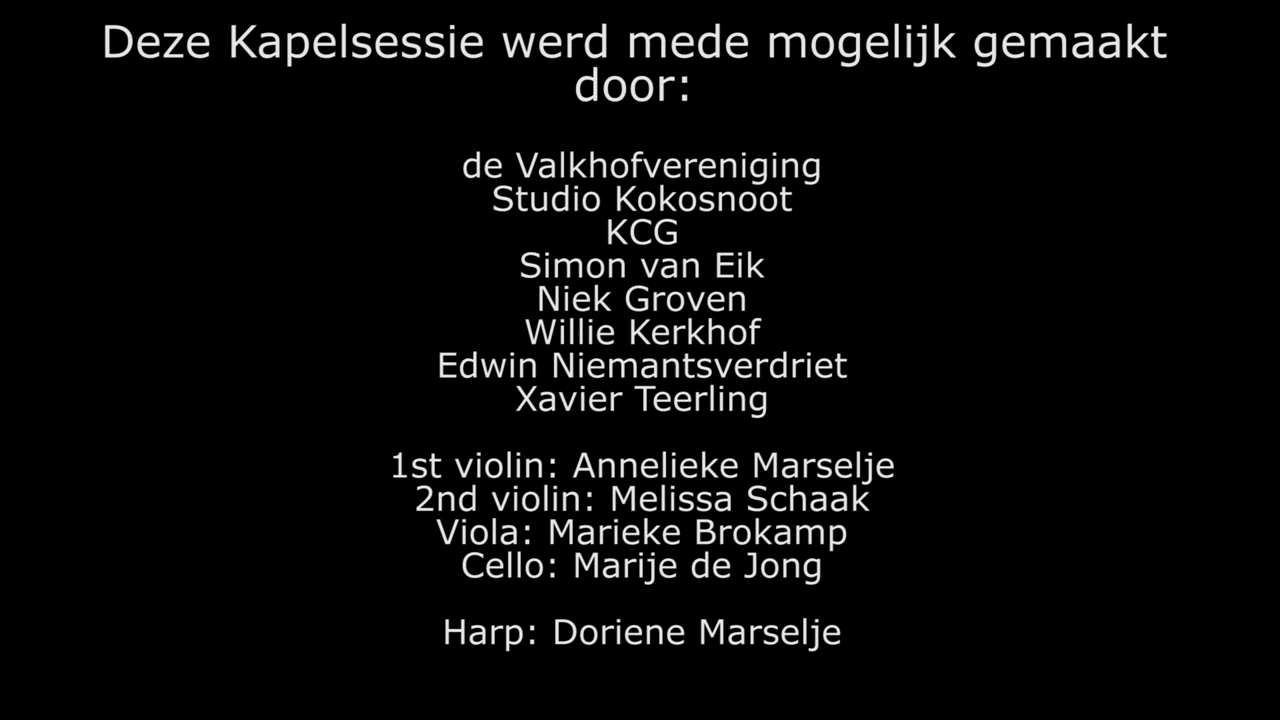 Deze Kapelsessie werd mede mogelijk gemaakt
door:
de Valkhofvereniging
Studio Kokosnoot
KCG
Simon van Eik
Niek Groven
Willie Kerkhof
Edwin Niemantsverdriet
Xavier Teerling
1st violin: Annelieke Marselje
2nd violin: Melissa Schaak
Viola: Marieke Brokamp
Cello: Marije de Jong
Harp: Doriene Marselje